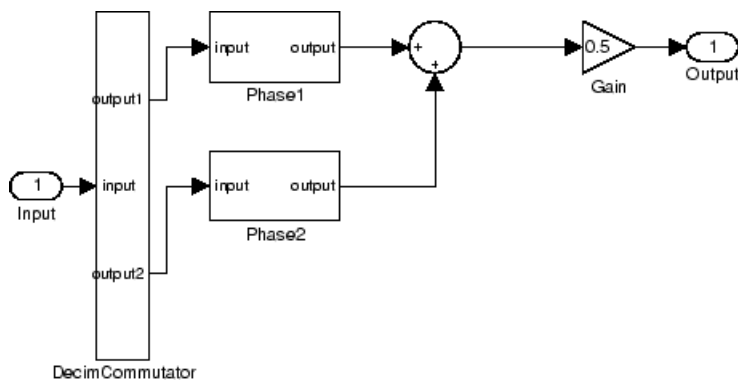 input
output
+
0.5
1
output1
+
Phase1
Gain
Output
1
input
input
output
Input
Phase2
output2
DecimCommutator